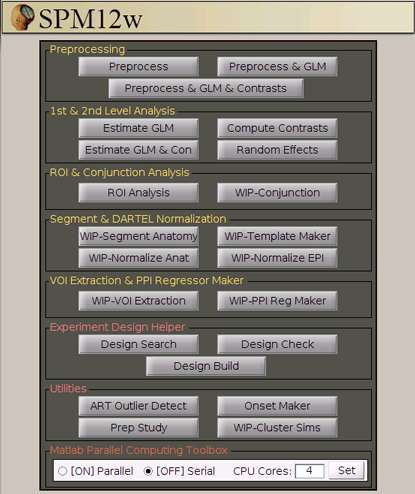 SPM12w
Preprocessing
Preprocess Preprocess & GLM
Preprocess & GLM & Contrasts
1st & 2nd Level Analysis
Estimate GLM Compute Contrasts
Estimate GLM & Con Random Effects
ROI & Conjunction Analysis
ROI Analysis WIP-Conjunction
Segment & DARTEL Normalization
WIP-Segment Anatomy WIP-Template Maker
WIP-Normalize Anat WIP-Normalize EPI
VOI Extraction & PPI Regressor Maker
WIP-VOI Extraction WIP-PPI Reg Maker
Experiment Design Helper
Design Search Design Check
Design Build
Utilities
ART Outlier Detect Onset Maker
Prep Study WIP-Cluster Sims
Matlab Parallel Computing Toolbox
[ON] Parallel [OFF] Serial CPU Cores: 4 Set